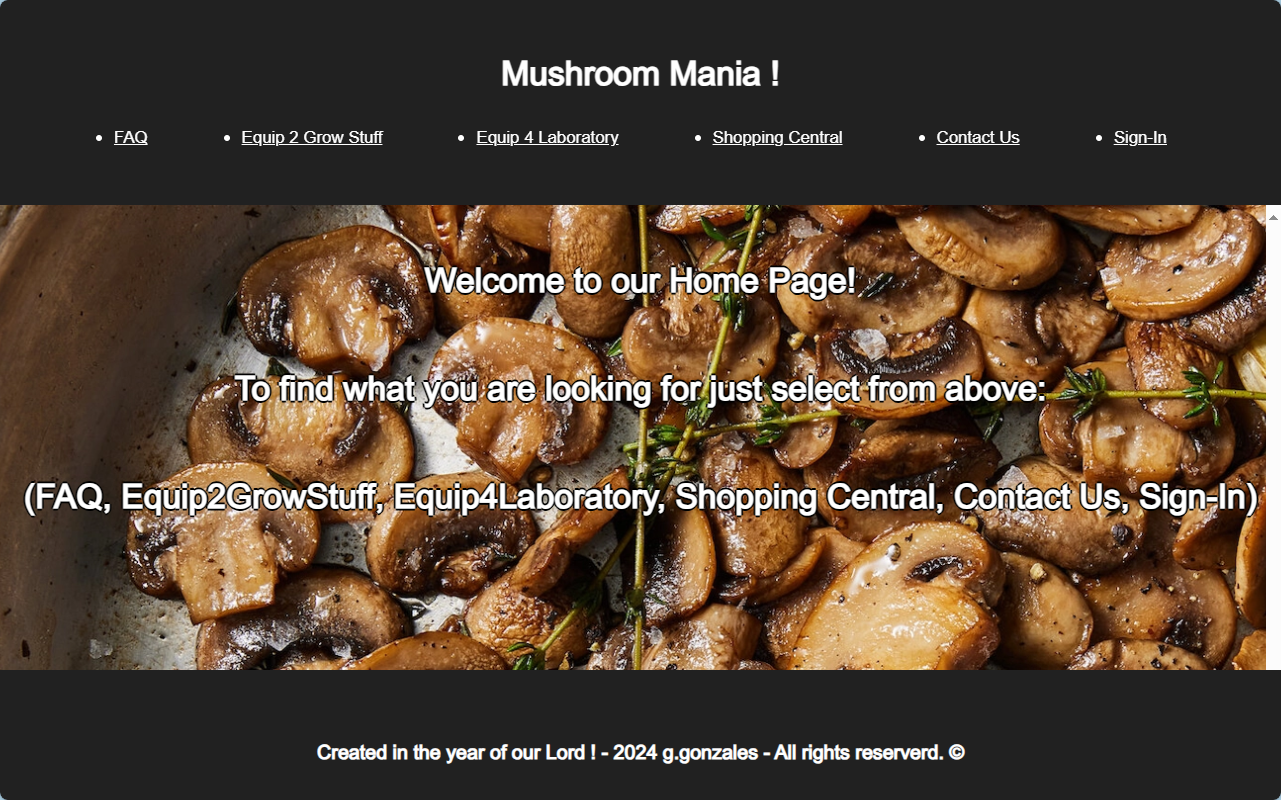 Mushroom Mania !
FAQ
Equip 2 Grow Stuff
Equip 4 Laboratory
Shopping Central
Contact Us
Sign-In
Welcome to our Home Page!
To find what you are looking for just select from above:
(FAQ, Equip2GrowStuff, Equip4Laboratory, Shopping Central, Contact Us, Sign-In)
Created in the year of our Lord ! - 2024 g.gonzales - All rights reserverd. ©